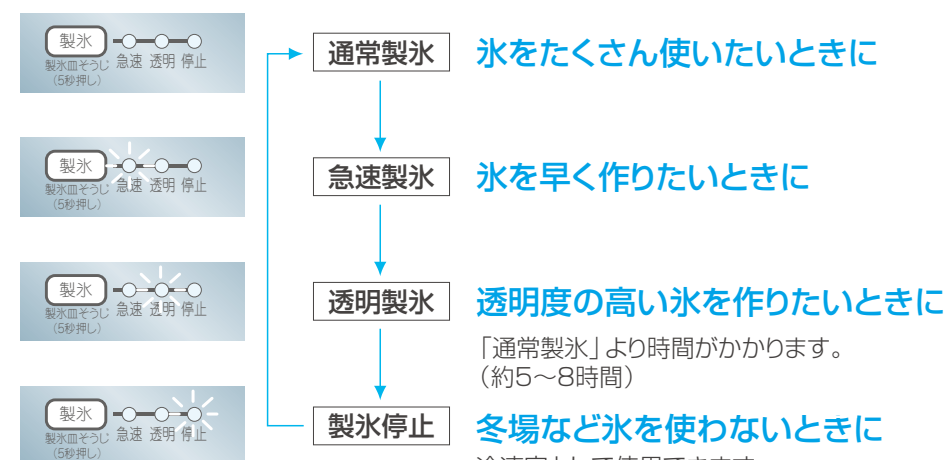 製氷
急速 透明 停止
製氷皿そうじ
(5秒押し)
通常製氷
氷をたくさん使いたいときに
製氷
急速 透明 停止
製氷皿そうじ
(5秒押し)
急速製氷
氷を早く作りたいときに
製氷
急速 透明 停止
製氷皿そうじ
(5秒押し)
透明製氷
透明度の高い氷を作りたいときに
「通常製氷」より時間がかかります。
(約5〜8時間)
製氷
急速 透明 停止
製氷皿そうじ
(5秒押し)
製氷停止
冬場など氷を使わないときに